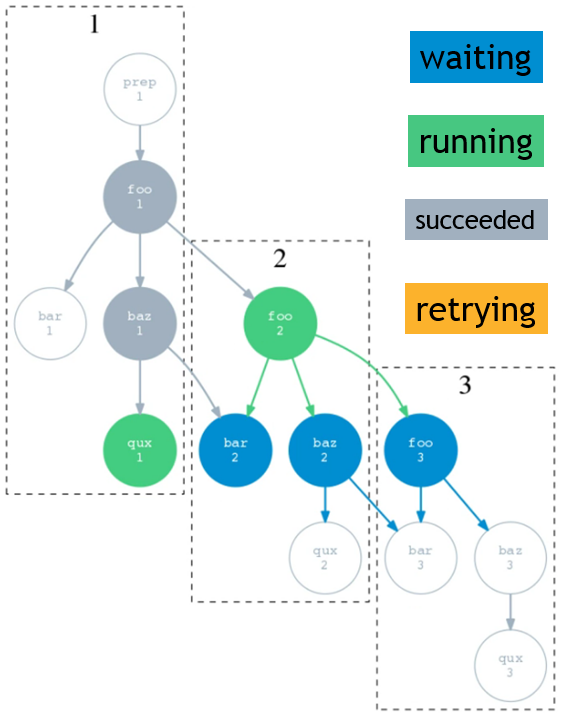 1
prep
1
foo
1
bar
1
baz
1
qux
1
2
foo
2
bar
2
baz
2
qux
2
3
foo
3
bar
3
baz
3
qux
3
waiting
running
succeeded
retrying